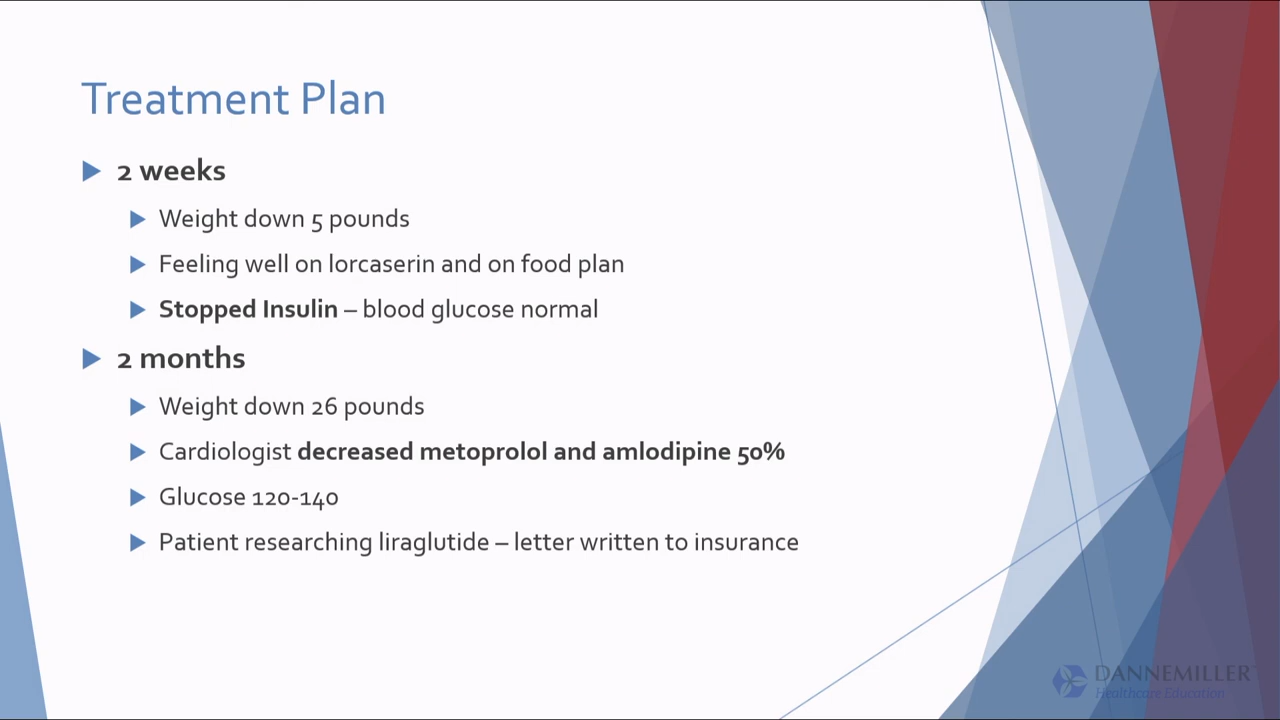 Treatment Plan
2 weeks
Weight down 5 pounds
Feeling well on lorcaserin and on food plan
Stopped Insulin – blood glucose normal
2 months
Weight down 26 pounds
Cardiologist decreased metoprolol and amlodipine 50%
Glucose 120-140
Patient researching liraglutide – letter written to insurance
DANNEMILLER
Healthcare Education